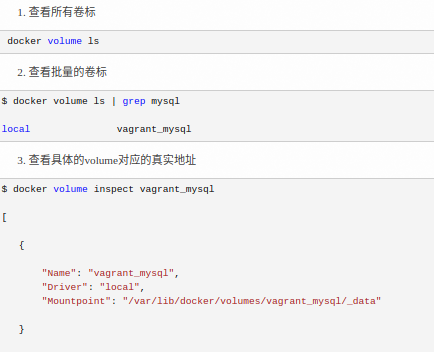 1. 查看所有卷标
docker volume ls
2. 查看批量的卷标
$ docker volume ls | grep mysql
local vagrant_mysql
3. 查看具体的volume对应的真实地址
$ docker volume inspect vagrant_mysql
[
{
"Name": "vagrant_mysql",
"Driver": "local",
"Mountpoint": "/var/lib/docker/volumes/vagrant_mysql/_data"
}